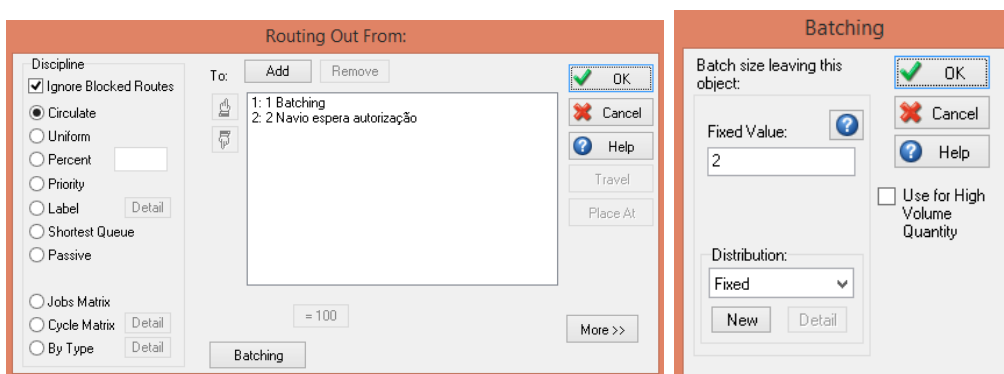 Routing Out From:
Discipline
Ignore Blocked Routes
Circulate
Uniform
Percent
Priority
Label Detail
Shortest Queue
Passive
Jobs Matrix
Cycle Matrix Detail
By Type Detail
To: Add Remove
1: 1 Batching
2: 2 Navio espera autorização
= 100
Batching
OK
Cancel
Help
Travel
Place At
More >>
Batching
Batch size leaving this
object:
Fixed Value:
2
Distribution:
Fixed
New Detail
OK
Cancel
Help
Use for High
Volume
Quantity